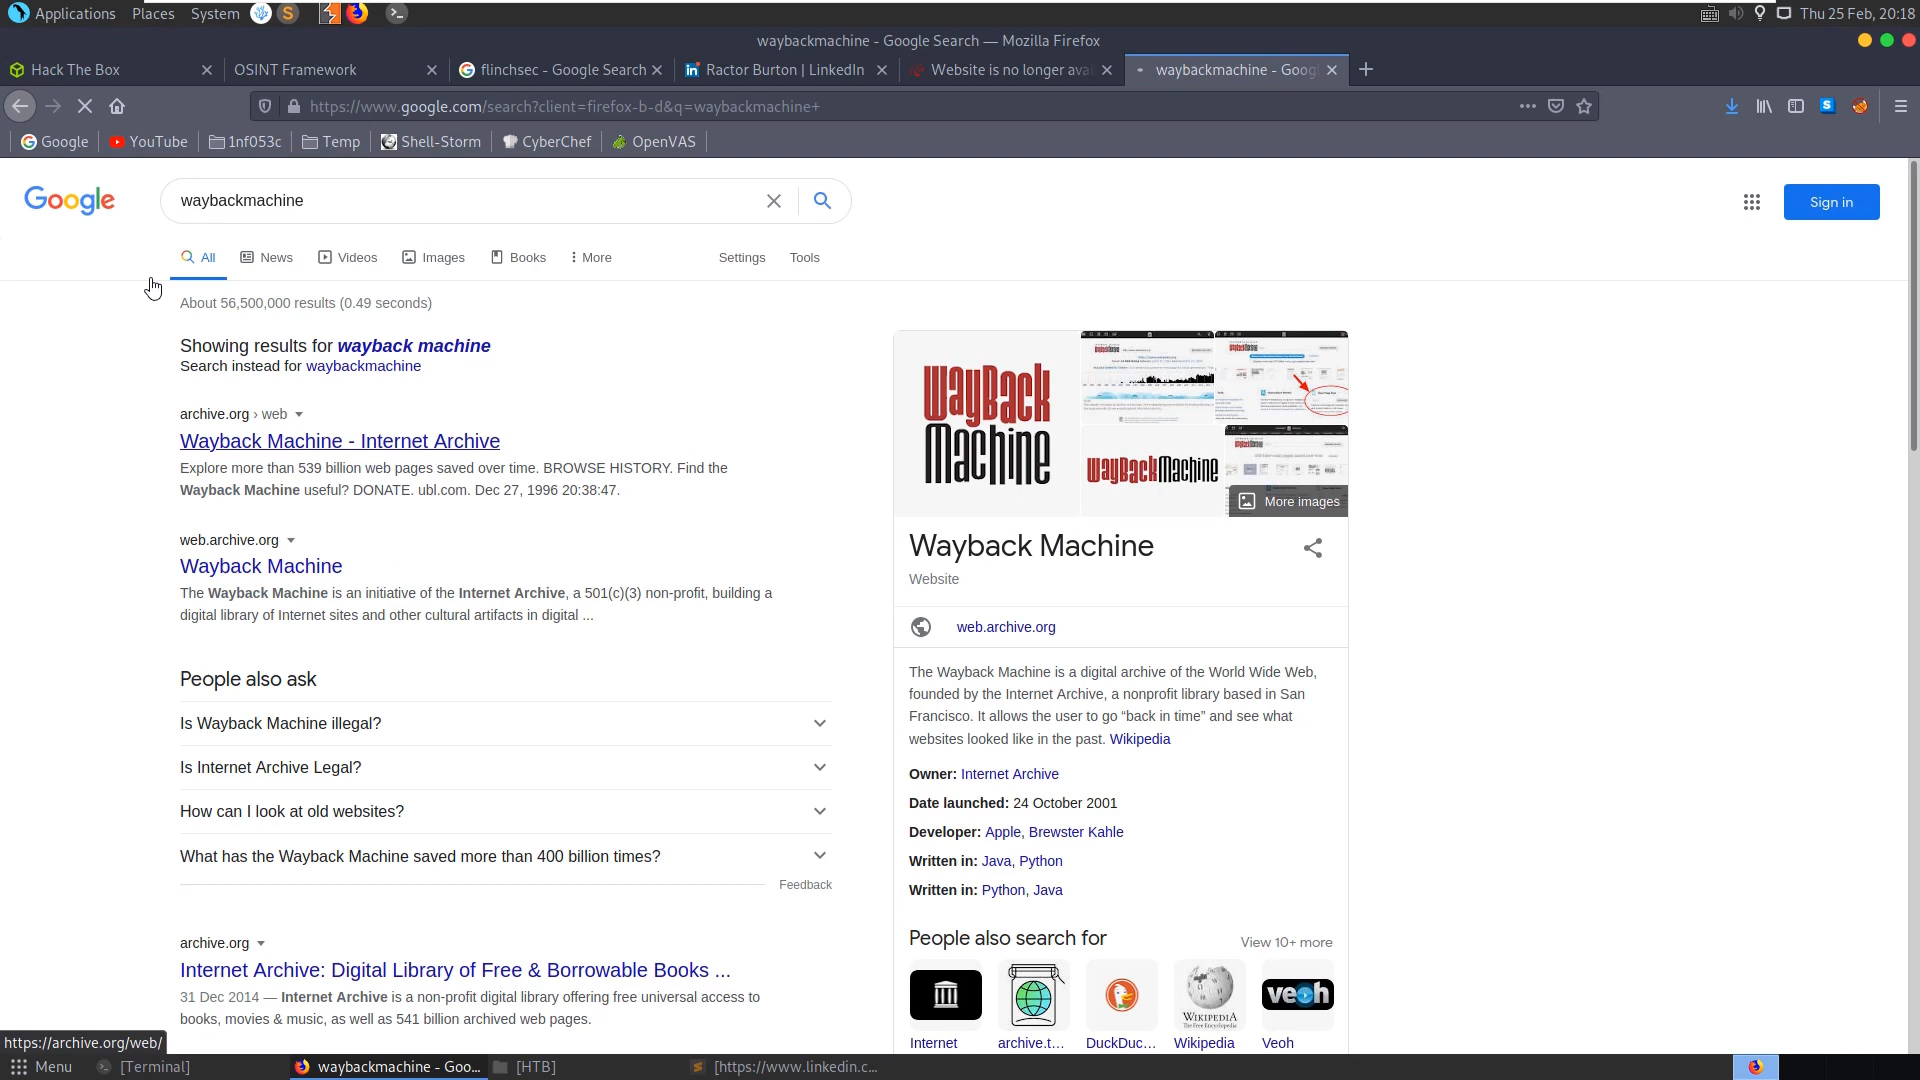 Applications Places System
Thu 25 Feb, 20:18
waybackmachine - Google Search — Mozilla Firefox
Hack The Box
OSINT Framework
flinchsec - Google Search
Ractor Burton | LinkedIn
Website is no longer ava
waybackmachine - Goog
https://www.google.com/search?client=firefox-b-d&q=waybackmachine+
Google YouTube 1nf053c Temp Shell-Storm CyberChef OpenVAS
Google
waybackmachine
Sign in
All News Videos Images Books More Settings Tools
About 56,500,000 results (0.49 seconds)
Showing results for wayback machine
Search instead for waybackmachine
archive.org › web
Wayback Machine - Internet Archive
Explore more than 539 billion web pages saved over time. BROWSE HISTORY. Find the
Wayback Machine useful? DONATE. ubl.com. Dec 27, 1996 20:38:47.
web.archive.org
Wayback Machine
The Wayback Machine is an initiative of the Internet Archive, a 501(c)(3) non-profit, building a
digital library of Internet sites and other cultural artifacts in digital ...
People also ask
Is Wayback Machine illegal?
Is Internet Archive Legal?
How can I look at old websites?
What has the Wayback Machine saved more than 400 billion times?
Feedback
archive.org
Internet Archive: Digital Library of Free & Borrowable Books ...
31 Dec 2014 — Internet Archive is a non-profit digital library offering free universal access to
books, movies & music, as well as 541 billion archived web pages.
WayBack
Machine
WayBackMachine
More images
Wayback Machine
Website
web.archive.org
The Wayback Machine is a digital archive of the World Wide Web,
founded by the Internet Archive, a nonprofit library based in San
Francisco. It allows the user to go “back in time” and see what
websites looked like in the past. Wikipedia
Owner: Internet Archive
Date launched: 24 October 2001
Developer: Apple, Brewster Kahle
Written in: Java, Python
Written in: Python, Java
People also search for
View 10+ more
WIKIPEDIA
The Free Encyclopedia
veoh
Internet archive.t... DuckDuc... Wikipedia Veoh
https://archive.org/web/
Menu [Terminal] waybackmachine - Goo... [HTB] [https://www.linkedin.c...